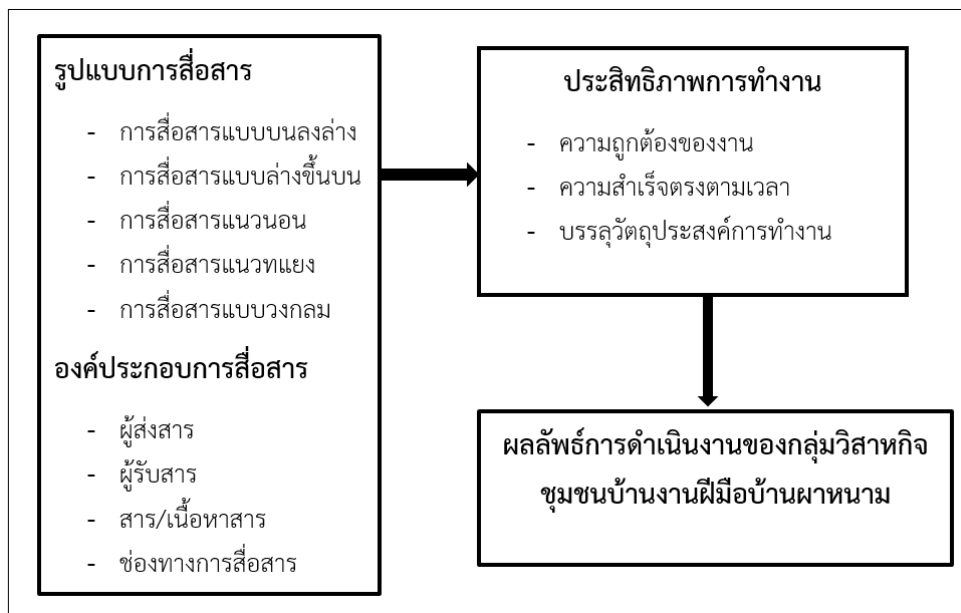 รูปแบบการสื่อสาร
- การสื่อสารแบบบนลงล่าง
- การสื่อสารแบบล่างขึ้นบน
- การสื่อสารแนวนอน
- การสื่อสารแนวทแยง
- การสื่อสารแบบวงกลม
องค์ประกอบการสื่อสาร
- ผู้ส่งสาร
- ผู้รับสาร
- สาร/เนื้อหาสาร
- ช่องทางการสื่อสาร
ประสิทธิภาพการทำงาน
- ความถูกต้องของงาน
- ความสำเร็จตรงตามเวลา
- บรรลุวัตถุประสงค์การทำงาน
ผลลัพธ์การดำเนินงานของกลุ่มวิสาหกิจ
ชุมชนบ้านงานฝีมือบ้านผาหนาม